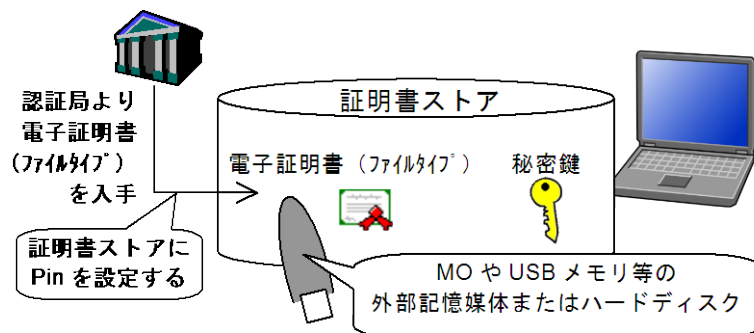 認証局より
電子証明書
(ﾌｧｲﾙﾀｲﾌﾟ)
を入手
証明書ストアに
Pin を設定する
証明書ストア
電子証明書（ﾌｧｲﾙﾀｲﾌﾟ）
秘密鍵
MO や USB メモリ等の
外部記憶媒体またはハードディスク